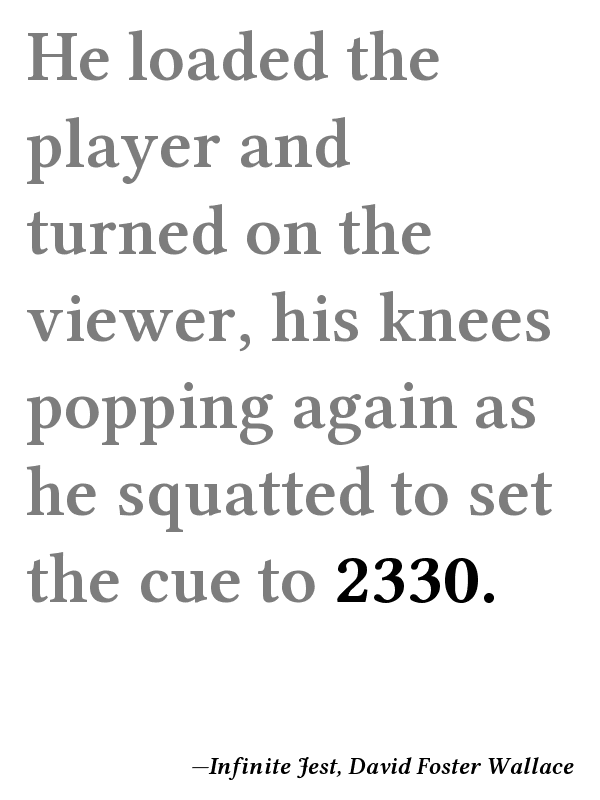 He loaded the
player and
turned on the
viewer, his knees
popping again as
he squatted to set
the cue to 2330.
—Infinite Jest, David Foster Wallace